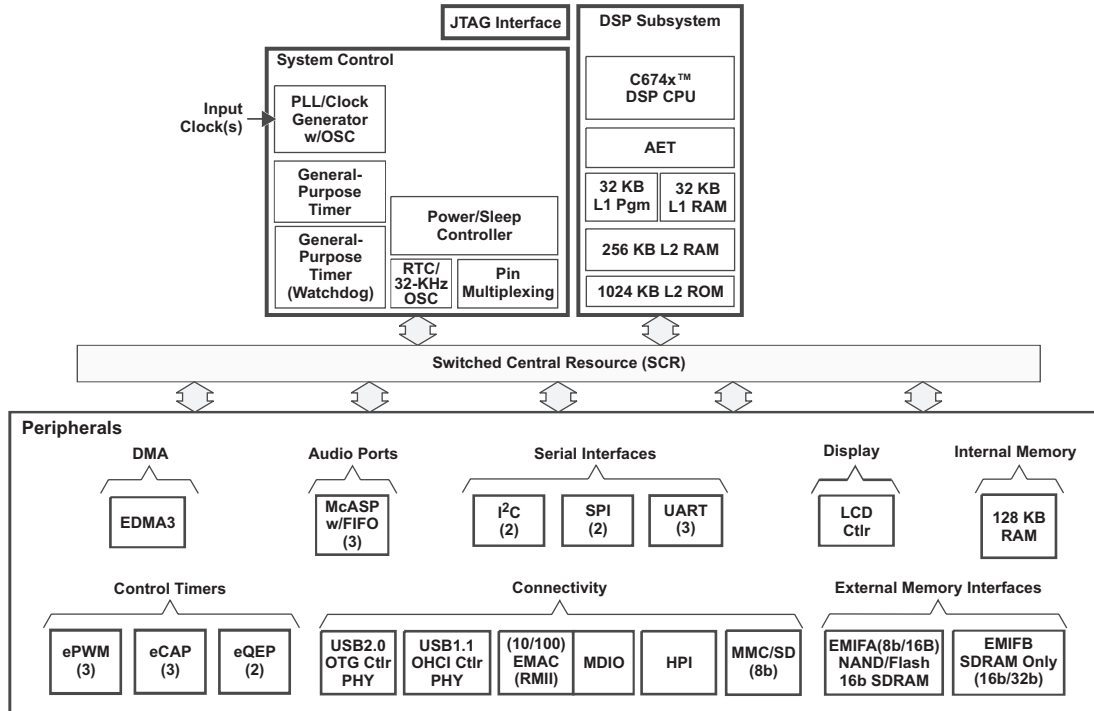 JTAG Interface
DSP Subsystem
System Control
Input
Clock(s)
PLL/Clock
Generator
w/OSC
General-
Purpose
Timer
General-
Purpose
Timer
(Watchdog)
Power/Sleep
Controller
RTC/
32-KHz
OSC
Pin
Multiplexing
C674x™
DSP CPU
AET
32 KB
L1 Pgm
32 KB
L1 RAM
256 KB L2 RAM
1024 KB L2 ROM
Switched Central Resource (SCR)
Peripherals
DMA
EDMA3
Audio Ports
McASP
w/FIFO
(3)
Serial Interfaces
I²C
(2)
SPI
(2)
UART
(3)
Display
LCD
Ctlr
Internal Memory
128 KB
RAM
Control Timers
ePWM
(3)
eCAP
(3)
eQEP
(2)
Connectivity
USB2.0
OTG Ctlr
PHY
USB1.1
OHCI Ctlr
PHY
(10/100)
EMAC
(RMII)
MDIO
HPI
MMC/SD
(8b)
External Memory Interfaces
EMIFA(8b/16B)
NAND/Flash
16b SDRAM
EMIFB
SDRAM Only
(16b/32b)